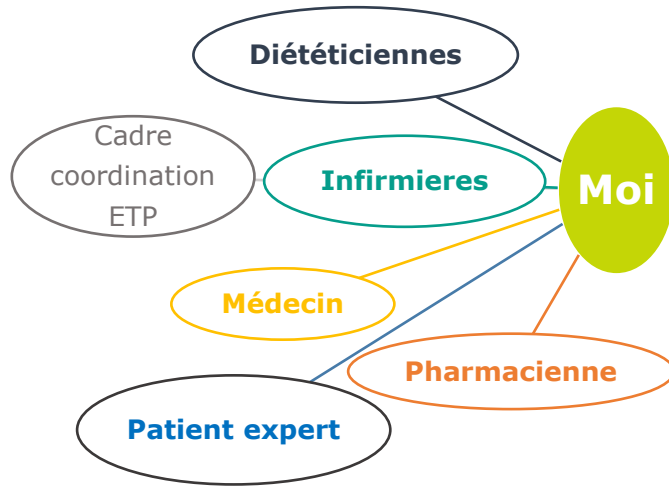 Diététiciennes
Cadre
coordination
ETP
Infirmieres
Moi
Médecin
Pharmacienne
Patient expert